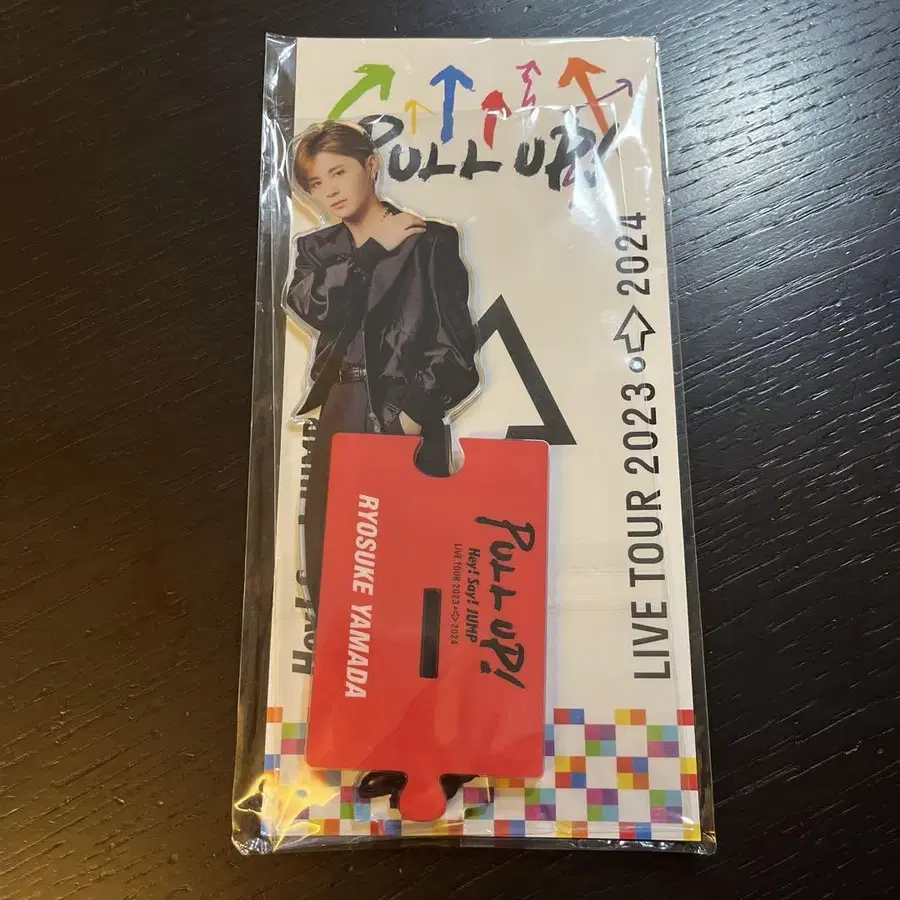 PULL UP!
LIVE TOUR 2023 2024
PULL UP!
Hey! Say! JUMP
LIVE TOUR 2023 2024
RYOSUKE YAMADA